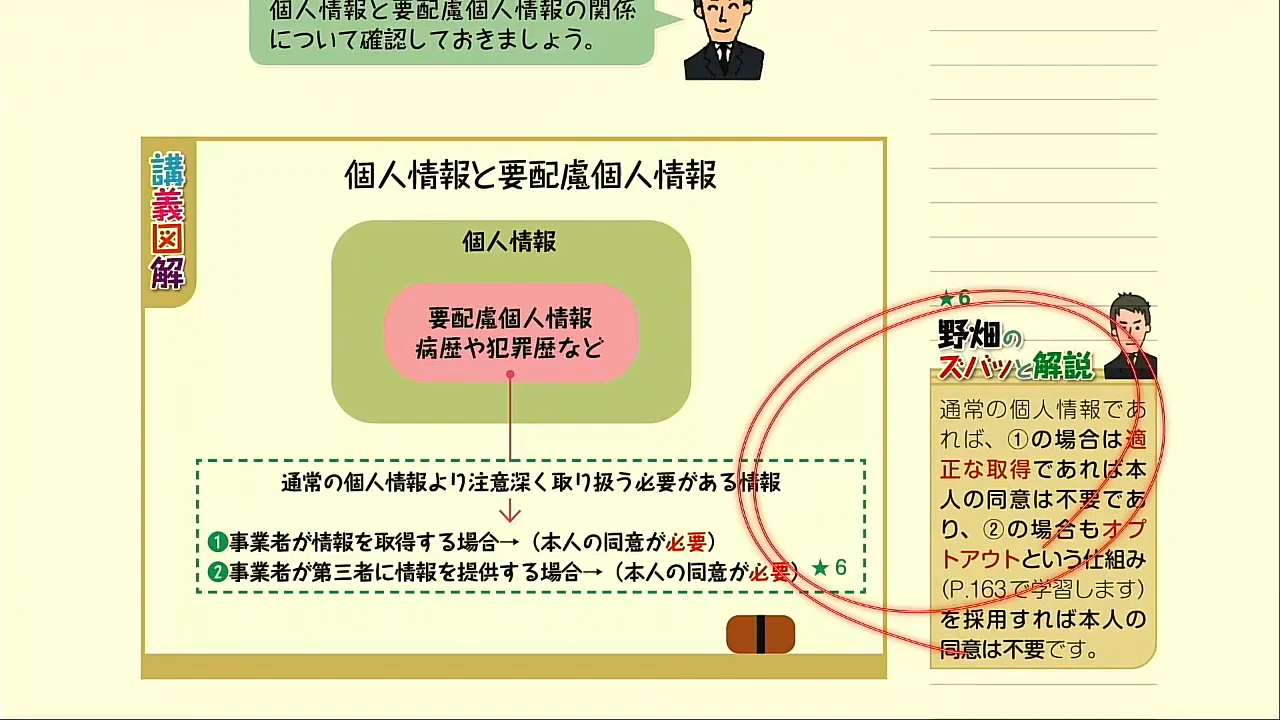 個人情報と要配慮個人情報の関係
について確認しておきましょう。
講義図解
個人情報と要配慮個人情報
個人情報
要配慮個人情報
病歴や犯罪歴など
通常の個人情報より注意深く取り扱う必要がある情報
↓
❶事業者が情報を取得する場合→（本人の同意が必要）
❷事業者が第三者に情報を提供する場合→（本人の同意が必要）★6
★6
野畑の
ズバッと解説
通常の個人情報であ
れば、①の場合は適
正な取得であれば本
人の同意は不要であ
り、②の場合もオプ
トアウトという仕組み
(P.163で学習します)
を採用すれば本人の
同意は不要です。